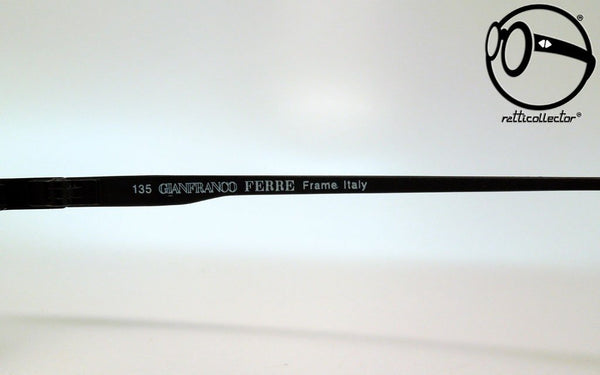 retticollector®
135 GIANFRANCO FERRE Frame Italy